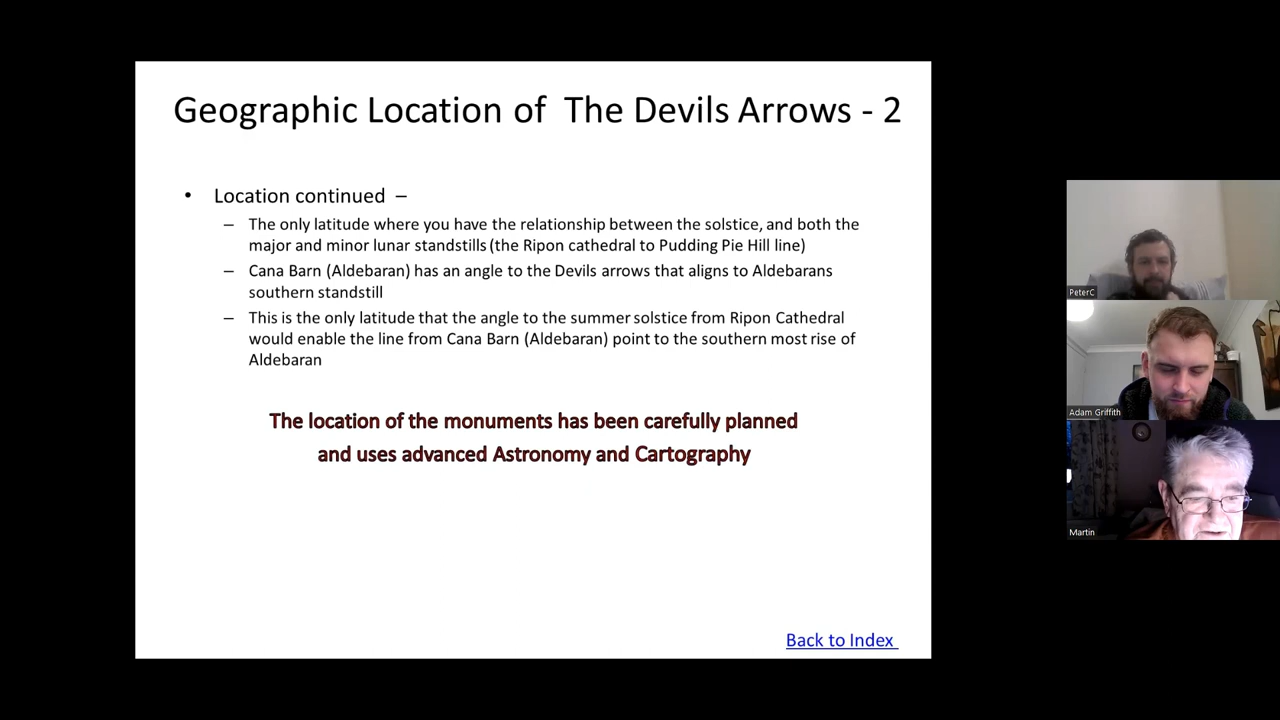 Geographic Location of The Devils Arrows - 2
• Location continued –
– The only latitude where you have the relationship between the solstice, and both the
major and minor lunar standstills (the Ripon cathedral to Pudding Pie Hill line)
– Cana Barn (Aldebaran) has an angle to the Devils arrows that aligns to Aldebarans
southern standstill
– This is the only latitude that the angle to the summer solstice from Ripon Cathedral
would enable the line from Cana Barn (Aldebaran) point to the southern most rise of
Aldebaran
The location of the monuments has been carefully planned
and uses advanced Astronomy and Cartography
Back to Index
PeterC
Adam Griffith
Martin